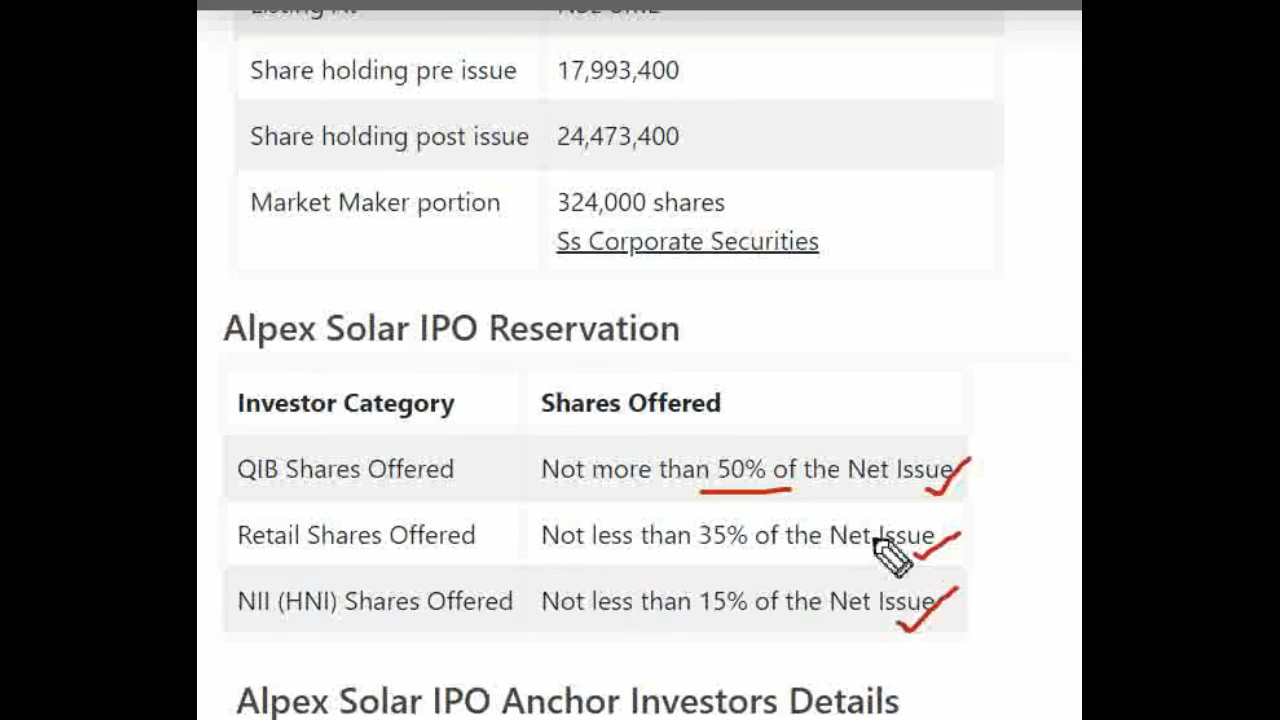 Share holding pre issue 17,993,400
Share holding post issue 24,473,400
Market Maker portion 324,000 shares
Ss Corporate Securities
Alpex Solar IPO Reservation
Investor Category Shares Offered
QIB Shares Offered Not more than 50% of the Net Issue
Retail Shares Offered Not less than 35% of the Net Issue
NII (HNI) Shares Offered Not less than 15% of the Net Issue
Alpex Solar IPO Anchor Investors Details